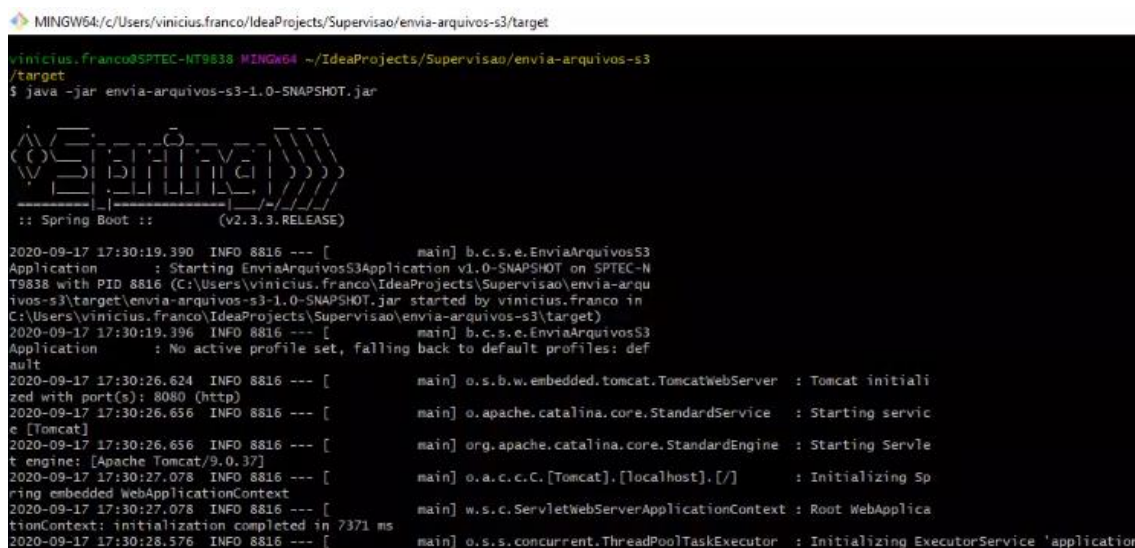 MINGW64:/c/Users/vinicius.franco/IdeaProjects/Supervisao/envia-arquivos-s3/target
vinicius.franco@SPTEC-NT9838 MINGW64 ~/IdeaProjects/Supervisao/envia-arquivos-s3
/target
$ java -jar envia-arquivos-s3-1.0-SNAPSHOT.jar
Spring
:: Spring Boot :: (v2.3.3.RELEASE)
2020-09-17 17:30:19.390 INFO 8816 --- [ main] b.c.s.e.EnviaArquivosS3
Application : Starting EnviaArquivosS3Application v1.0-SNAPSHOT on SPTEC-N
T9838 with PID 8816 (C:\Users\vinicius.franco\IdeaProjects\Supervisao\envia-arqu
ivos-s3\target\envia-arquivos-s3-1.0-SNAPSHOT.jar started by vinicius.franco in
C:\Users\vinicius.franco\IdeaProjects\Supervisao\envia-arquivos-s3\target)
2020-09-17 17:30:19.396 INFO 8816 --- [ main] b.c.s.e.EnviaArquivosS3
Application : No active profile set, falling back to default profiles: def
ault
2020-09-17 17:30:26.624 INFO 8816 --- [ main] o.s.b.w.embedded.tomcat.TomcatWebServer : Tomcat initiali
zed with port(s): 8080 (http)
2020-09-17 17:30:26.656 INFO 8816 --- [ main] o.apache.catalina.core.StandardService : Starting servic
e [Tomcat]
2020-09-17 17:30:26.656 INFO 8816 --- [ main] org.apache.catalina.core.StandardEngine : Starting Servle
t engine: [Apache Tomcat/9.0.37]
2020-09-17 17:30:27.078 INFO 8816 --- [ main] o.a.c.c.C.[Tomcat].[localhost].[/] : Initializing Sp
ring embedded WebApplicationContext
2020-09-17 17:30:27.078 INFO 8816 --- [ main] w.s.c.ServletWebServerApplicationContext : Root WebApplica
tionContext: initialization completed in 7371 ms
2020-09-17 17:30:28.576 INFO 8816 --- [ main] o.s.s.concurrent.ThreadPoolTaskExecutor : Initializing ExecutorService 'application